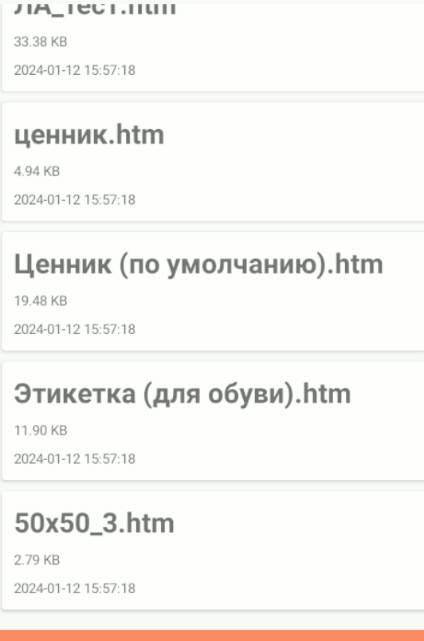 ЛА_тест.htm
33.38 KB
2024-01-12 15:57:18
ценник.htm
4.94 KB
2024-01-12 15:57:18
Ценник (по умолчанию).htm
19.48 KB
2024-01-12 15:57:18
Этикетка (для обуви).htm
11.90 KB
2024-01-12 15:57:18
50x50_3.htm
2.79 KB
2024-01-12 15:57:18